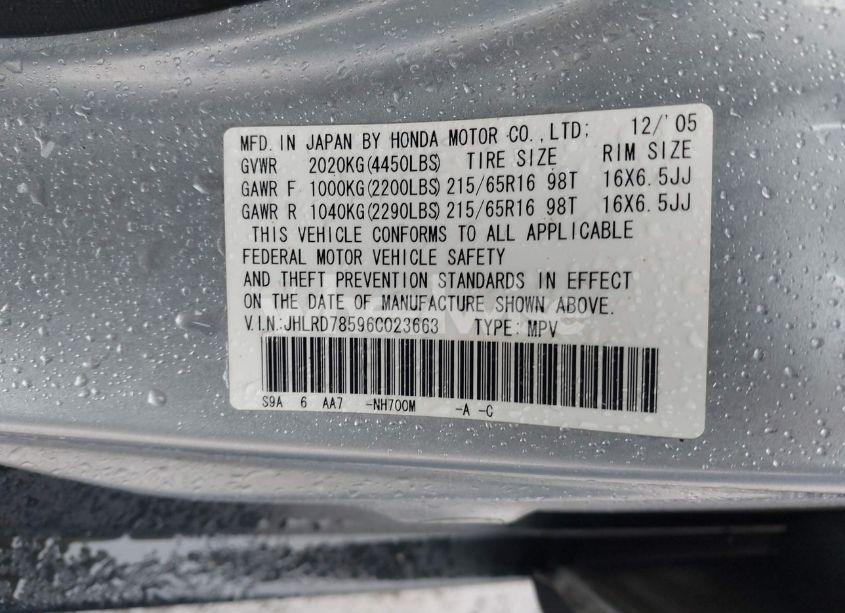 MFD. IN JAPAN BY HONDA MOTOR CO.,LTD; 12/'05
GVWR 2020KG(4450LBS) TIRE SIZE RIM SIZE
GAWR F 1000KG(2200LBS) 215/65R16 98T 16X6.5JJ
GAWR R 1040KG(2290LBS) 215/65R16 98T 16X6.5JJ
THIS VEHICLE CONFORMS TO ALL APPLICABLE
FEDERAL MOTOR VEHICLE SAFETY
AND THEFT PREVENTION STANDARDS IN EFFECT
ON THE DATE OF MANUFACTURE SHOWN ABOVE.
V.I.N.:JHLRD78596C023663 TYPE: MPV
S9A 6 AA7 -NH700M -A -C